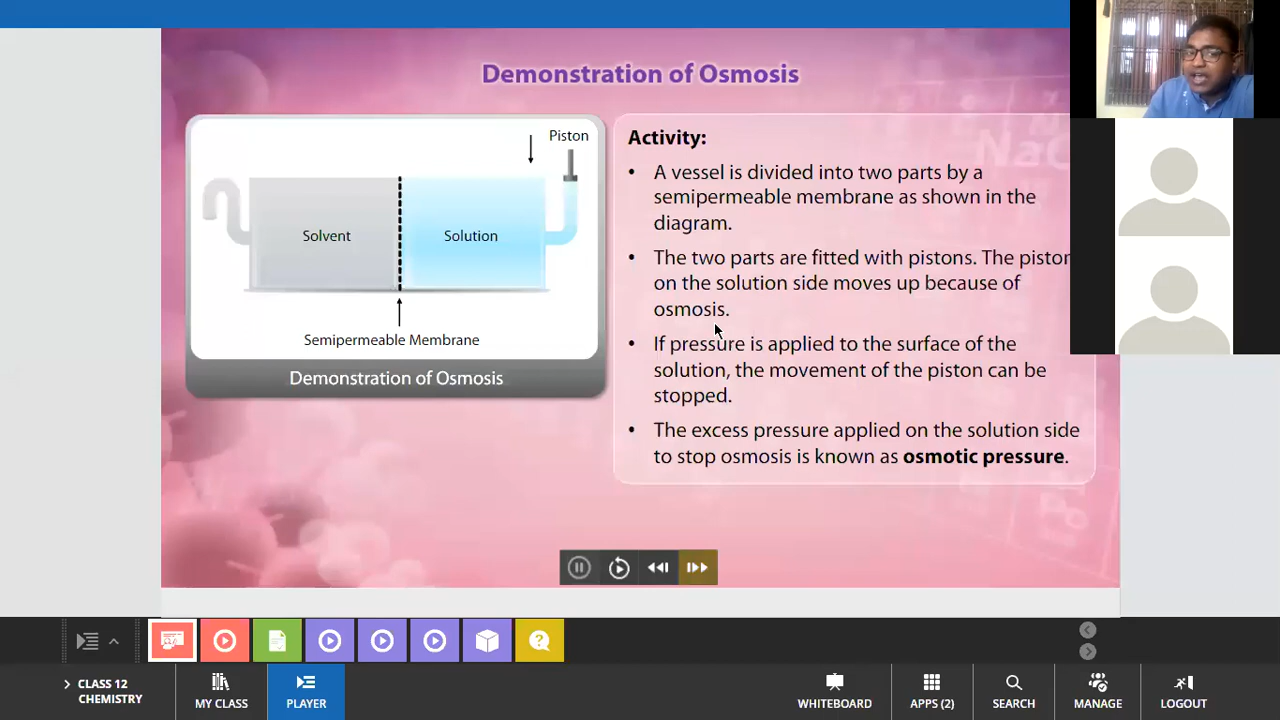 Demonstration of Osmosis
Piston
Solvent
Solution
Semipermeable Membrane
Demonstration of Osmosis
Activity:
• A vessel is divided into two parts by a
semipermeable membrane as shown in the
diagram.
• The two parts are fitted with pistons. The piston
on the solution side moves up because of
osmosis.
• If pressure is applied to the surface of the
solution, the movement of the piston can be
stopped.
• The excess pressure applied on the solution side
to stop osmosis is known as osmotic pressure.
CLASS 12
CHEMISTRY
MY CLASS
PLAYER
WHITEBOARD
APPS (2)
SEARCH
MANAGE
LOGOUT